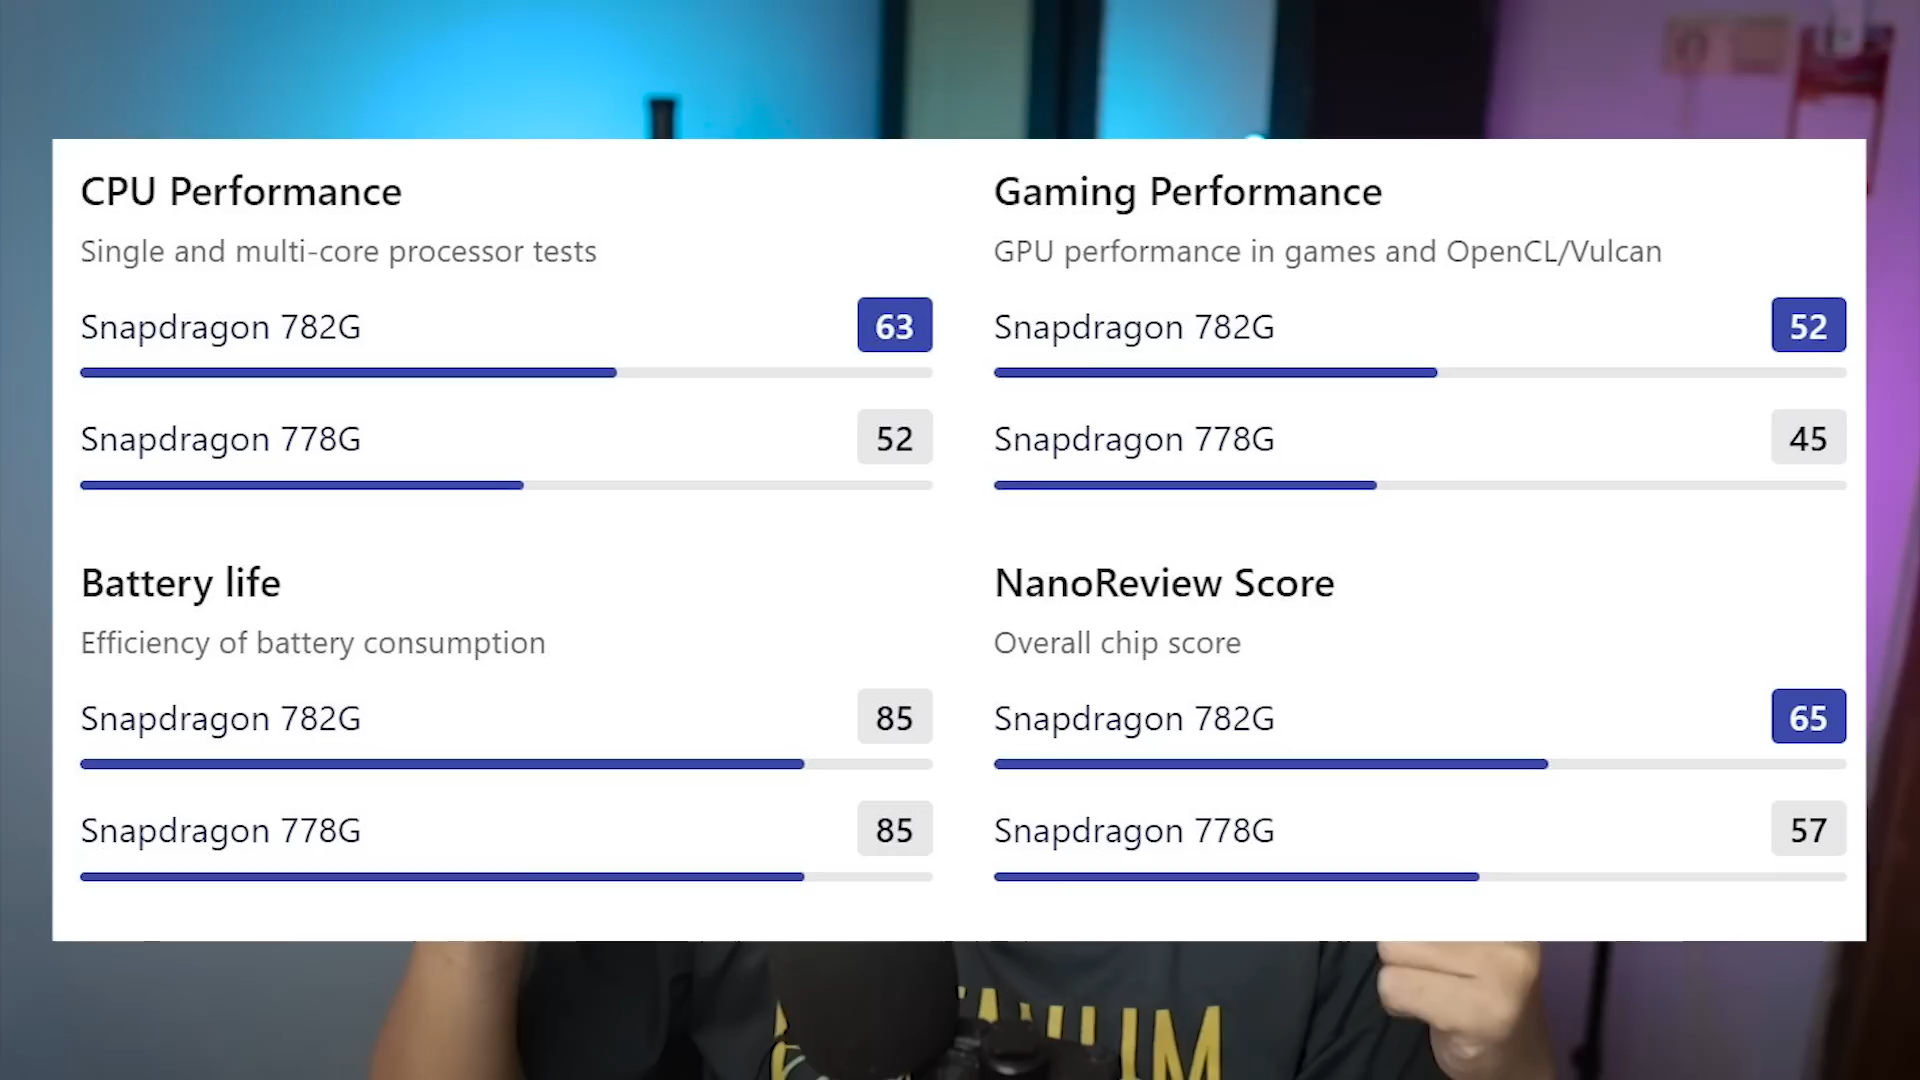 CPU Performance
Single and multi-core processor tests
Snapdragon 782G
63
Snapdragon 778G
52
Gaming Performance
GPU performance in games and OpenCL/Vulcan
Snapdragon 782G
52
Snapdragon 778G
45
Battery life
Efficiency of battery consumption
Snapdragon 782G
85
Snapdragon 778G
85
NanoReview Score
Overall chip score
Snapdragon 782G
65
Snapdragon 778G
57